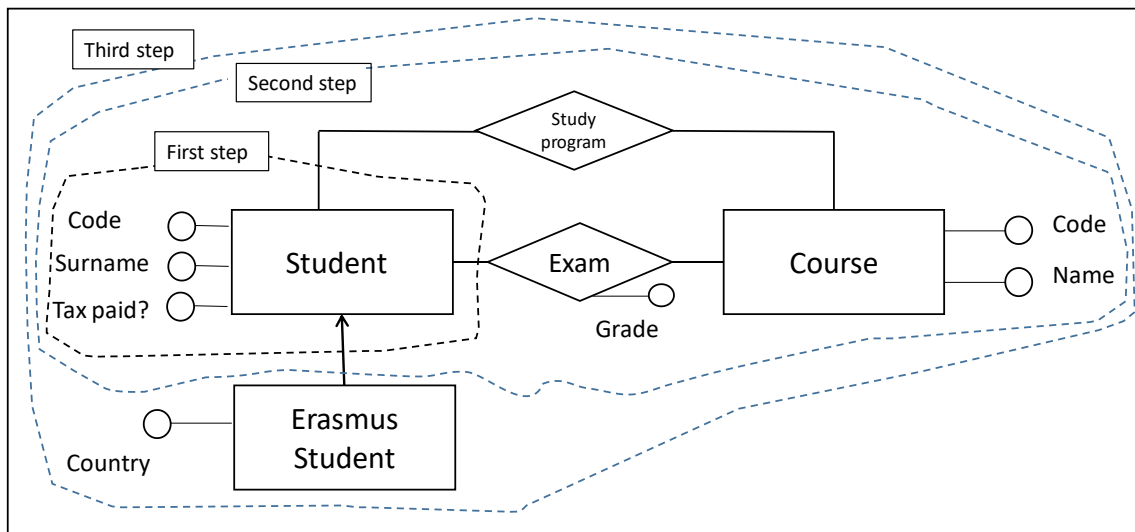 Third step
Second step
Study
program
First step
Code
Surname
Tax paid?
Student
Exam
Grade
Course
Code
Name
Erasmus
Student
Country